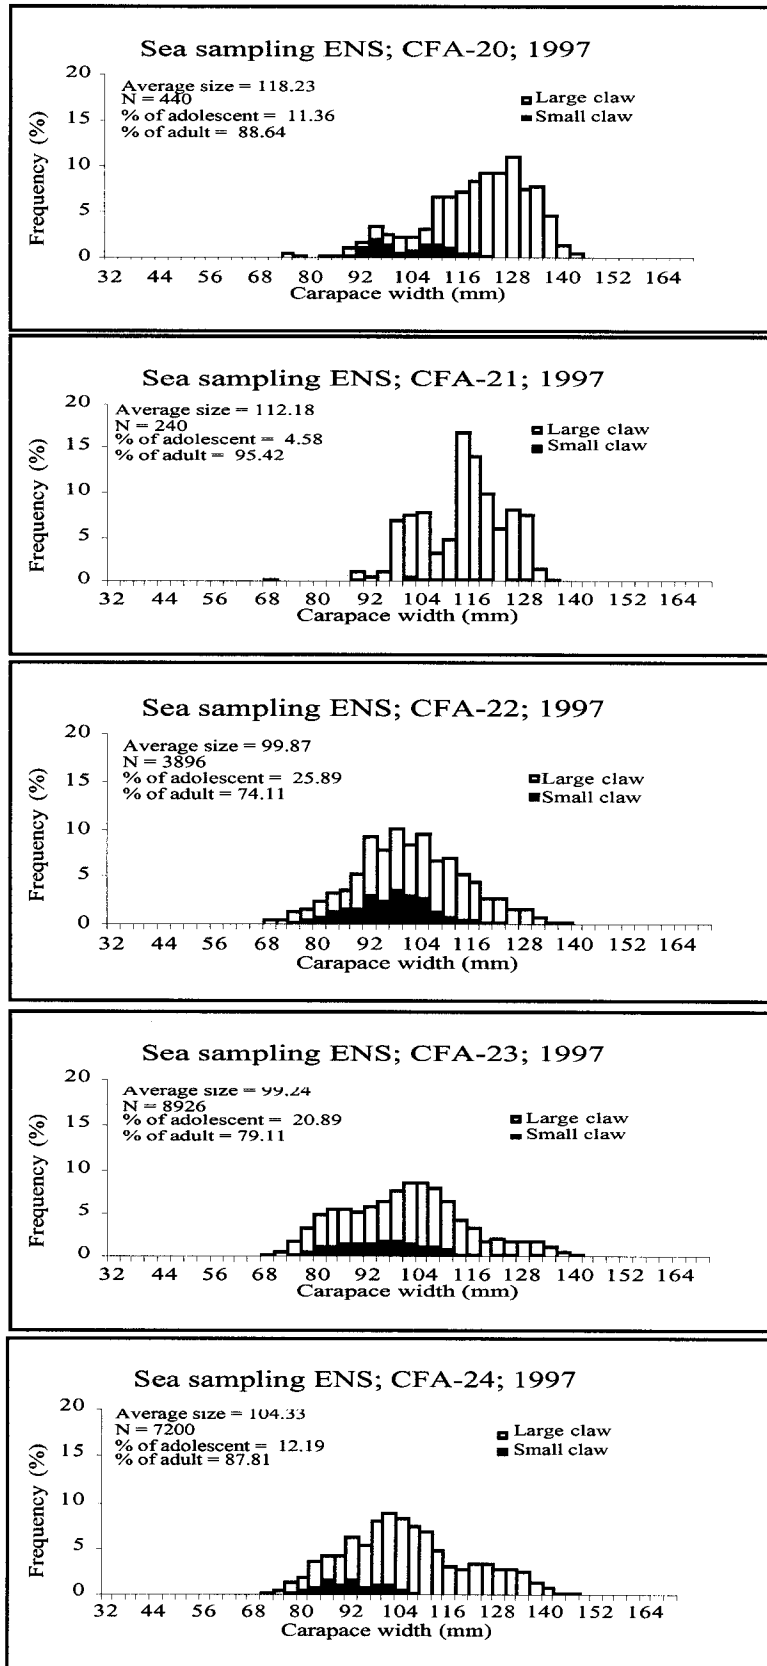 Sea sampling ENS; CFA-20; 1997
Average size = 118.23
N = 440
% of adolescent = 11.36
% of adult = 88.64
Large claw
Small claw
Frequency (%)
20
15
10
5
0
32 44 56 68 80 92 104 116 128 140 152 164
Carapace width (mm)
Sea sampling ENS; CFA-21; 1997
Average size = 112.18
N = 240
% of adolescent = 4.58
% of adult = 95.42
Large claw
Small claw
Frequency (%)
20
15
10
5
0
32 44 56 68 80 92 104 116 128 140 152 164
Carapace width (mm)
Sea sampling ENS; CFA-22; 1997
Average size = 99.87
N = 3896
% of adolescent = 25.89
% of adult = 74.11
Large claw
Small claw
Frequency (%)
20
15
10
5
0
32 44 56 68 80 92 104 116 128 140 152 164
Carapace width (mm)
Sea sampling ENS; CFA-23; 1997
Average size = 99.24
N = 8926
% of adolescent = 20.89
% of adult = 79.11
Large claw
Small claw
Frequency (%)
20
15
10
5
0
32 44 56 68 80 92 104 116 128 140 152 164
Carapace width (mm)
Sea sampling ENS; CFA-24; 1997
Average size = 104.33
N = 7200
% of adolescent = 12.19
% of adult = 87.81
Large claw
Small claw
Frequency (%)
20
15
10
5
0
32 44 56 68 80 92 104 116 128 140 152 164
Carapace width (mm)